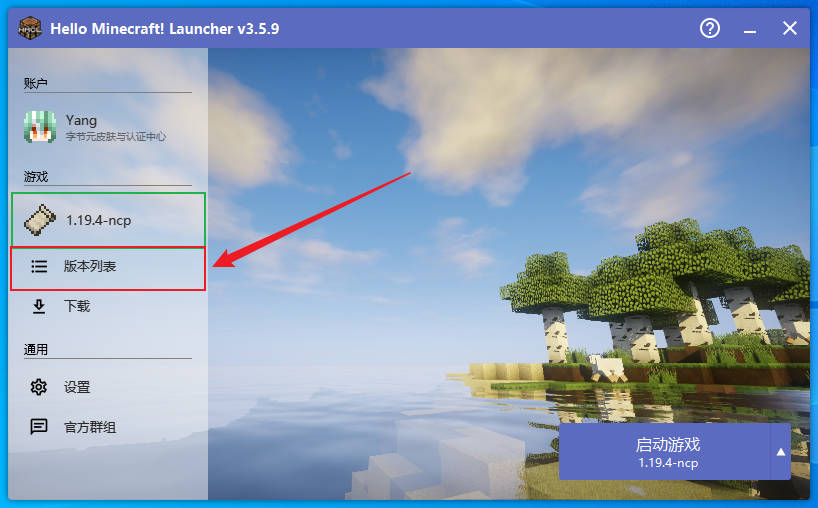 Hello Minecraft! Launcher v3.5.9
账户
Yang
字节元皮肤与认证中心
游戏
1.19.4-ncp
版本列表
下载
通用
设置
官方群组
启动游戏
1.19.4-ncp